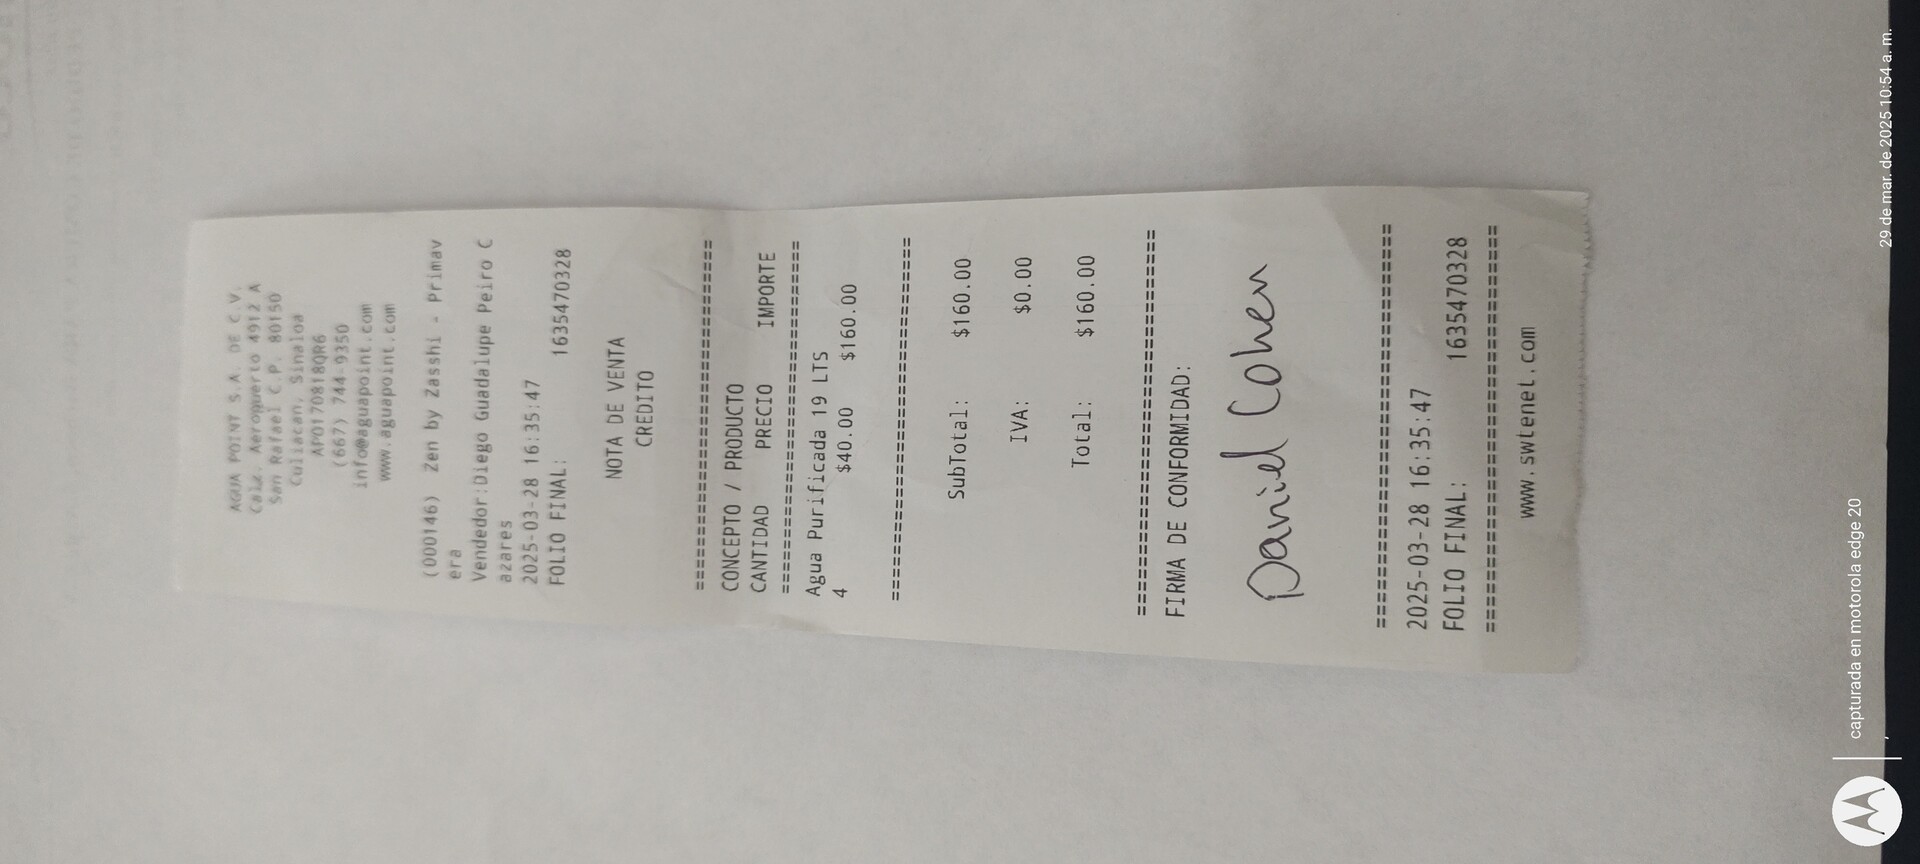 AGUA POINT S.A. DE C.V.
Calz. Aeropuerto 4912 A
San Rafael C.P. 80150
Culiacan, Sinaloa
APO170818QR6
(667) 744-9350
info@aguapoint.com
www.aguapoint.com
(000146) Zen by Zasshi - Primav
era
Vendedor:Diego Guadalupe Peiro C
azares
2025-03-28 16:35:47
FOLIO FINAL: 1635470328
NOTA DE VENTA
CREDITO
================================
CONCEPTO / PRODUCTO
CANTIDAD PRECIO IMPORTE
================================
Agua Purificada 19 LTS
4 $40.00 $160.00
================================
SubTotal: $160.00
IVA: $0.00
Total: $160.00
================================
FIRMA DE CONFORMIDAD:
Daniel Cohen
================================
2025-03-28 16:35:47
FOLIO FINAL: 1635470328
================================
www.swtenet.com
capturada en motorola edge 20
29 de mar. de 2025 10:54 a. m.